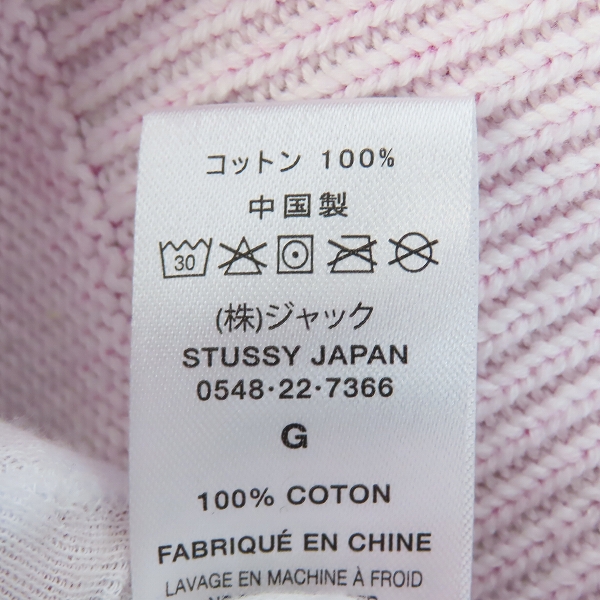 コットン 100%
中国製
30
(株)ジャック
STUSSY JAPAN
0548·22·7366
G
100% COTON
FABRIQUÉ EN CHINE
LAVAGE EN MACHINE À FROID